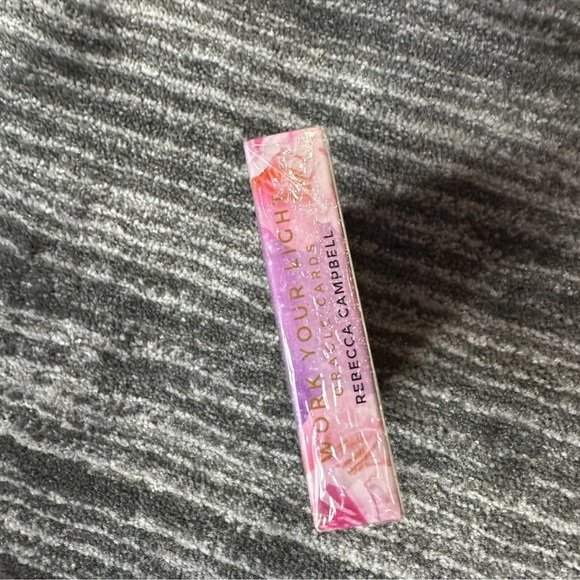 WORK YOUR LIGHT
ORACLE CARDS
REBECCA CAMPBELL